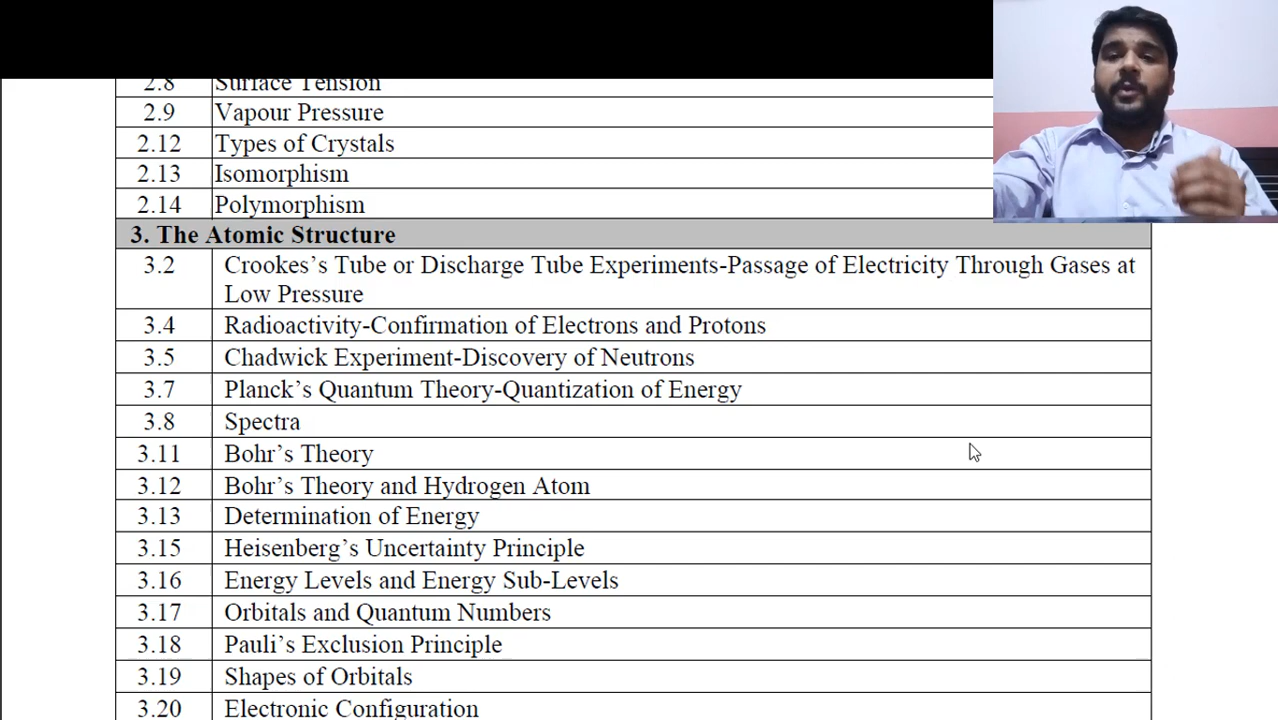 2.8 Surface Tension
2.9 Vapour Pressure
2.12 Types of Crystals
2.13 Isomorphism
2.14 Polymorphism
3. The Atomic Structure
3.2 Crookes’s Tube or Discharge Tube Experiments-Passage of Electricity Through Gases at
Low Pressure
3.4 Radioactivity-Confirmation of Electrons and Protons
3.5 Chadwick Experiment-Discovery of Neutrons
3.7 Planck’s Quantum Theory-Quantization of Energy
3.8 Spectra
3.11 Bohr’s Theory
3.12 Bohr’s Theory and Hydrogen Atom
3.13 Determination of Energy
3.15 Heisenberg’s Uncertainty Principle
3.16 Energy Levels and Energy Sub-Levels
3.17 Orbitals and Quantum Numbers
3.18 Pauli’s Exclusion Principle
3.19 Shapes of Orbitals
3.20 Electronic Configuration